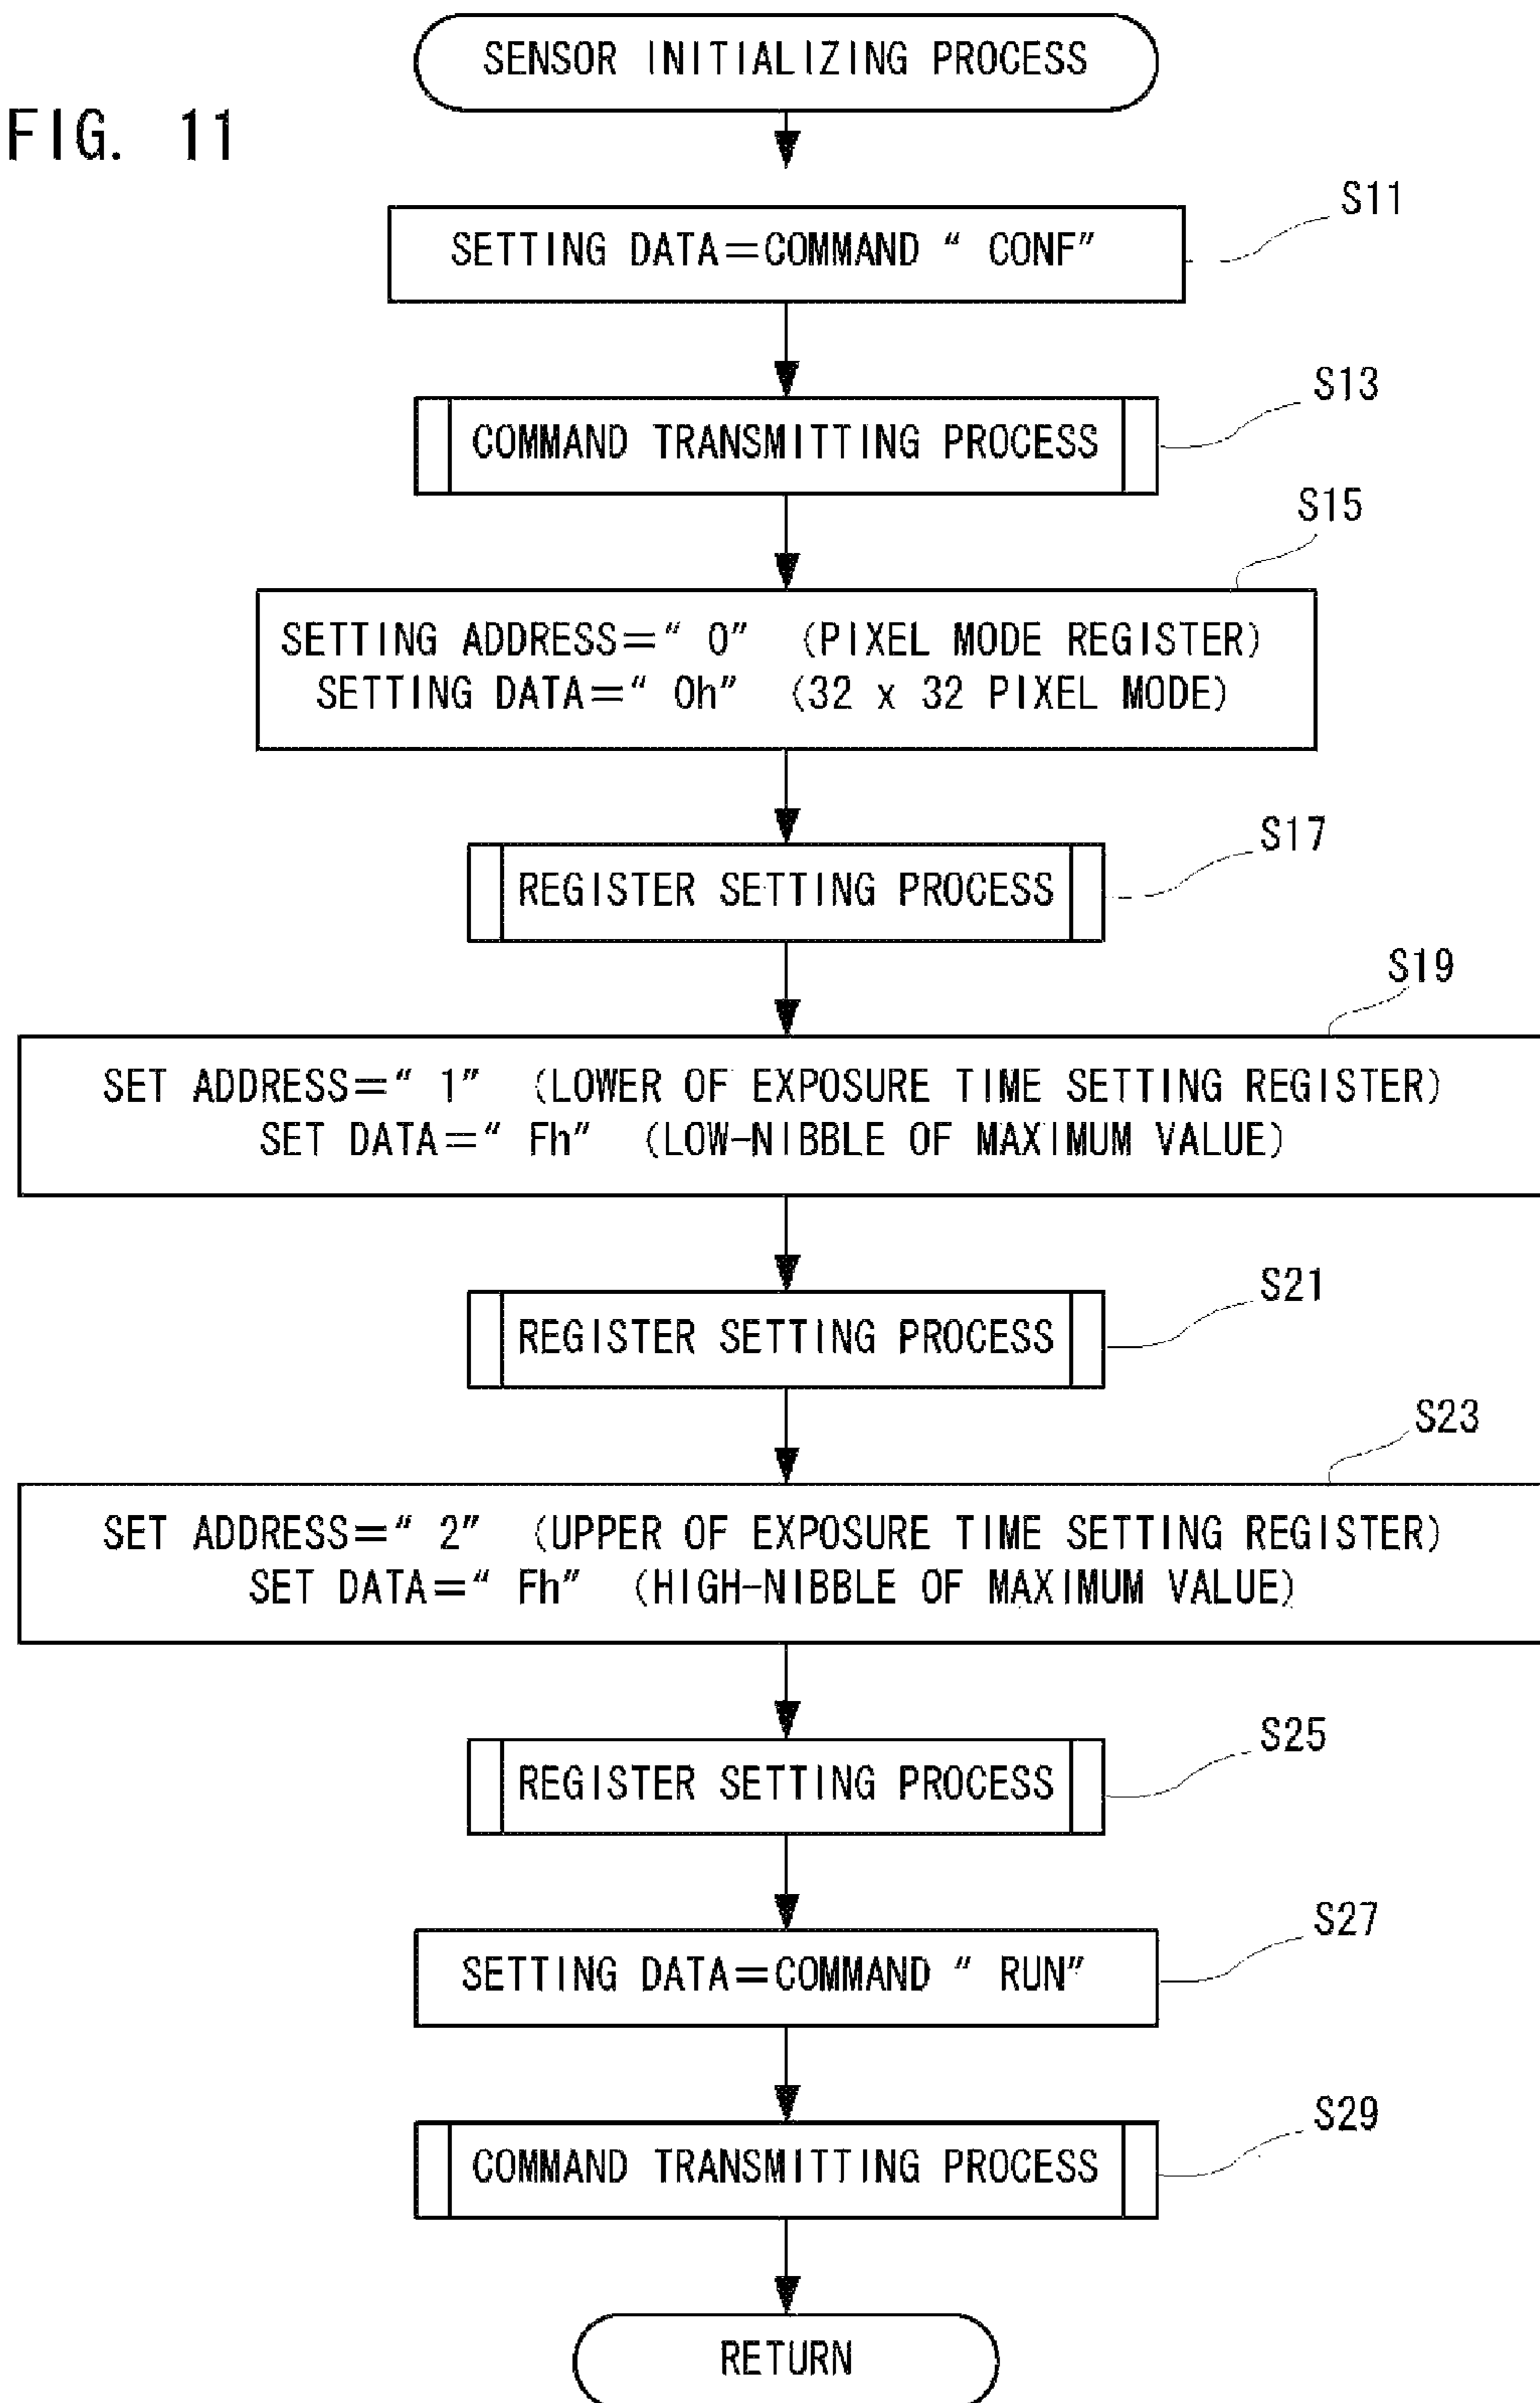 SENSOR INITIALIZING PROCESS
FIG. 11
S11
SETTING DATA=COMMAND “ CONF”
S13
COMMAND TRANSMITTING PROCESS
S15
SETTING ADDRESS=“ 0” (PIXEL MODE REGISTER)
SETTING DATA=“ 0h” (32 x 32 PIXEL MODE)
S17
REGISTER SETTING PROCESS
S19
SET ADDRESS=“ 1” (LOWER OF EXPOSURE TIME SETTING REGISTER)
SET DATA=“ Fh” (LOW-NIBBLE OF MAXIMUM VALUE)
S21
REGISTER SETTING PROCESS
S23
SET ADDRESS=“ 2” (UPPER OF EXPOSURE TIME SETTING REGISTER)
SET DATA=“ Fh” (HIGH-NIBBLE OF MAXIMUM VALUE)
S25
REGISTER SETTING PROCESS
S27
SETTING DATA=COMMAND “ RUN”
S29
COMMAND TRANSMITTING PROCESS
RETURN